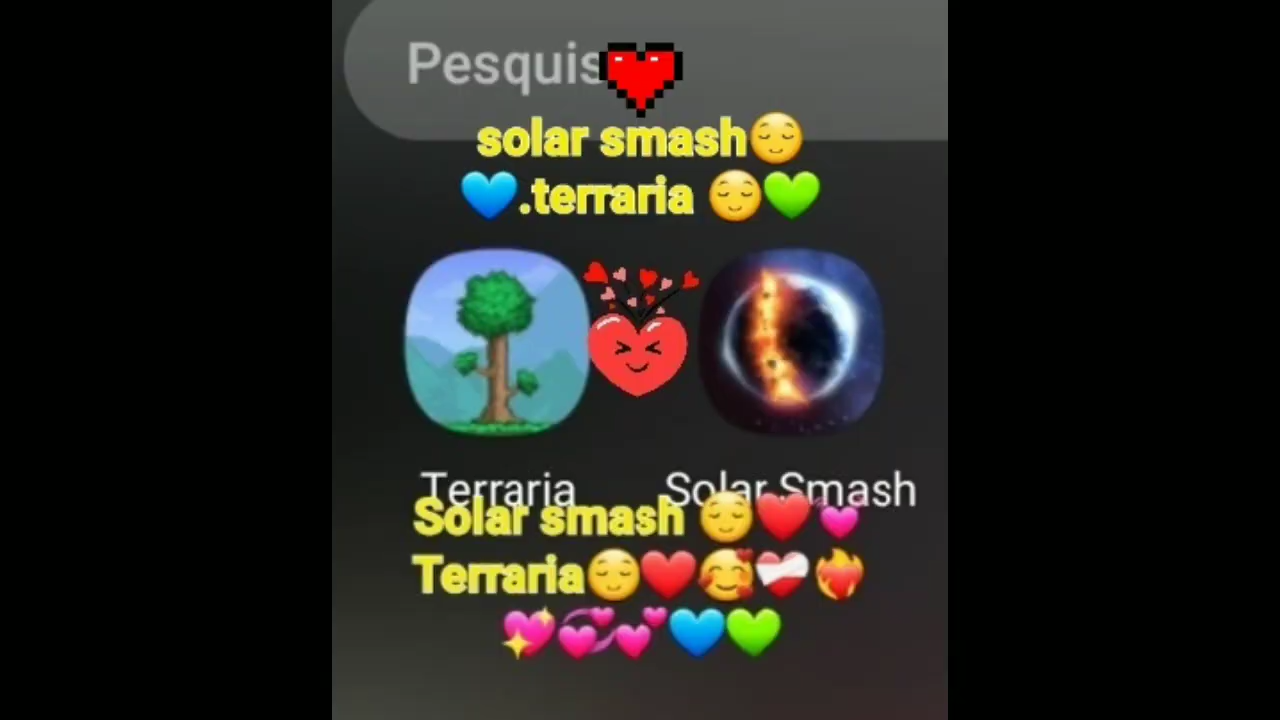 Pesquis
solar smash😌
💙.terraria 😌💚
Terraria
Solar Smash
Solar smash 😌❤️💓
Terraria😌❤️🥰❤️‍🩹❤️‍🔥
💖💞💙💚